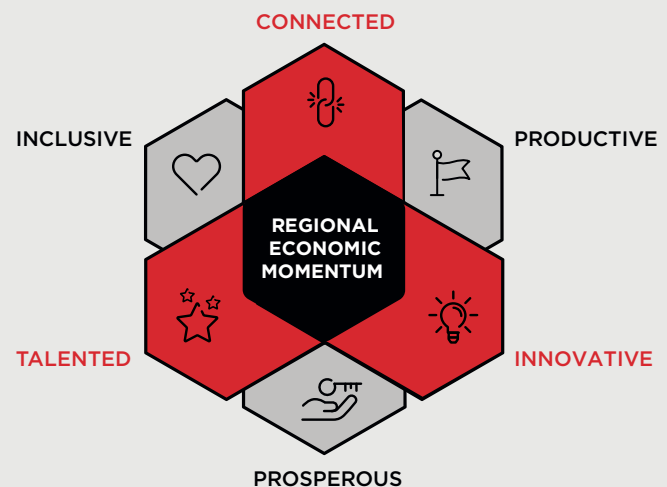 CONNECTED
INCLUSIVE
PRODUCTIVE
REGIONAL
ECONOMIC
MOMENTUM
TALENTED
INNOVATIVE
PROSPEROUS